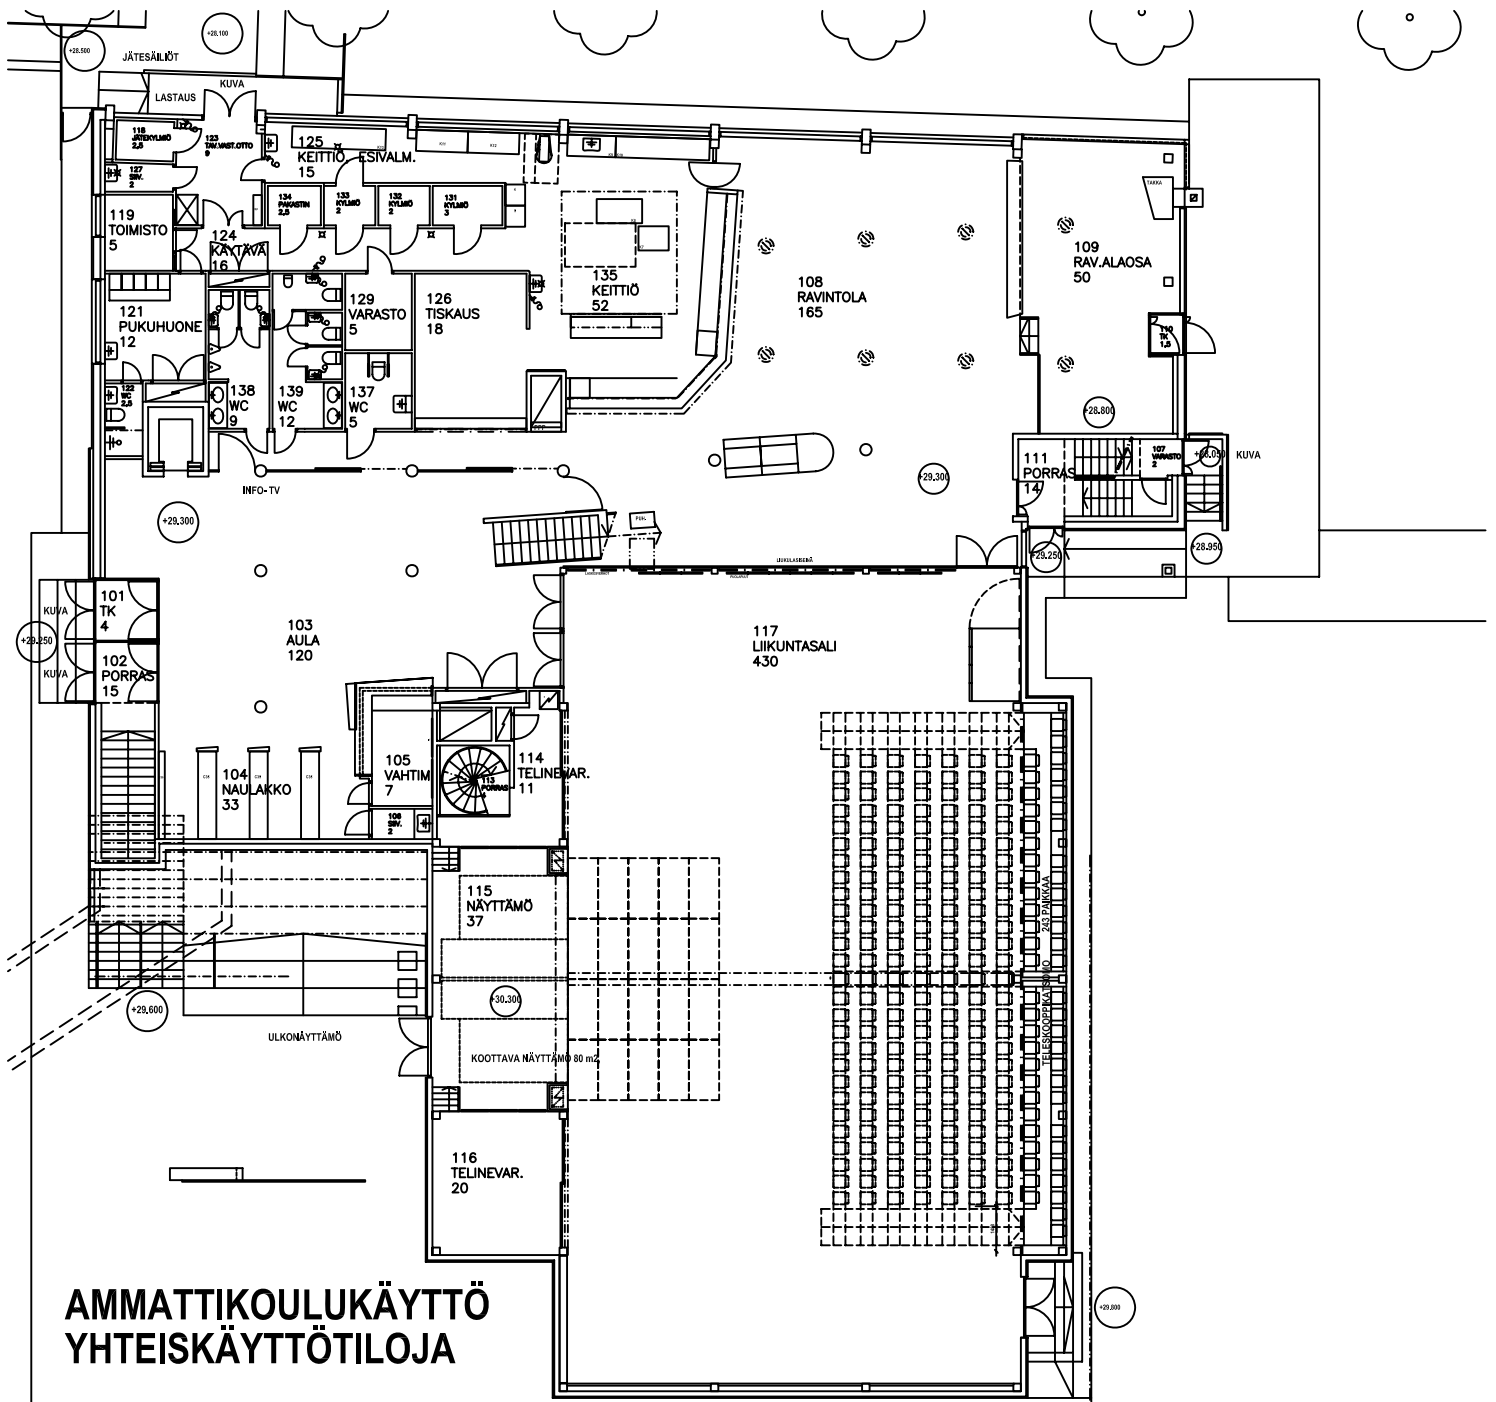 +28.500
+28.100
JÄTESÄILIÖT
LASTAUS
KUVA
118
JÄTEKYLMIÖ
2,5
123
TAV.VAST.OTTO
9
125
KEITTIÖ, ESIVALM.
15
127
SIIV.
2
134
PAKASTIN
2,5
133
KYLMIÖ
2
132
KYLMIÖ
2
131
KYLMIÖ
3
119
TOIMISTO
5
124
KÄYTÄVÄ
16
135
KEITTIÖ
52
108
RAVINTOLA
165
109
RAV.ALAOSA
50
TAKKA
110
TK
1,5
121
PUKUHUONE
12
129
VARASTO
5
126
TISKAUS
18
122
WC
2,5
138
WC
9
139
WC
12
137
WC
5
+28.800
111
PORRAS
14
107
VARASTO
2
+28.050
KUVA
INFO-TV
+29.300
+29.300
PUH.
LIUKULASISEINÄ
+29.250
+28.950
101
TK
4
KUVA
+29.250
102
PORRAS
15
KUVA
103
AULA
120
117
LIIKUNTASALI
430
104
NAULAKKO
33
105
VAHTIM
7
106
SIIV.
2
113
PORRAS
4
114
TELINEVAR.
11
115
NÄYTTÄMÖ
37
+30.300
KOOTTAVA NÄYTTÄMÖ 80 m2
TELESKOOPPIKATSOMO 243 PAIKKAA
+29.600
ULKONÄYTTÄMÖ
116
TELINEVAR.
20
+29.800
AMMATTIKOULUKÄYTTÖ
YHTEISKÄYTTÖTILOJA